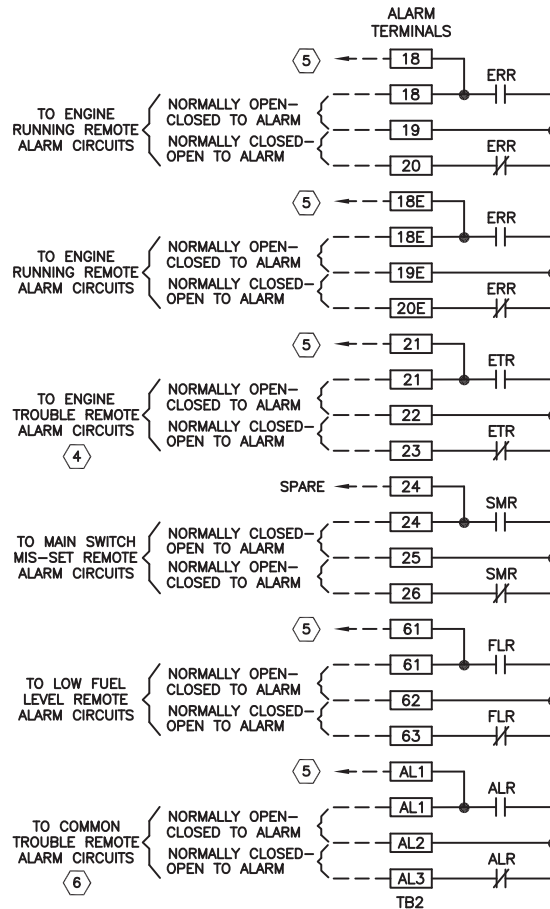 ALARM
TERMINALS
5
18
18
ERR
19
20
ERR
TO ENGINE
RUNNING REMOTE
ALARM CIRCUITS
NORMALLY OPEN–
CLOSED TO ALARM
NORMALLY CLOSED–
OPEN TO ALARM
5
18E
18E
ERR
19E
20E
ERR
TO ENGINE
RUNNING REMOTE
ALARM CIRCUITS
NORMALLY OPEN–
CLOSED TO ALARM
NORMALLY CLOSED–
OPEN TO ALARM
5
21
21
ETR
22
23
ETR
TO ENGINE
TROUBLE REMOTE
ALARM CIRCUITS
4
NORMALLY OPEN–
CLOSED TO ALARM
NORMALLY CLOSED–
OPEN TO ALARM
SPARE
24
24
SMR
25
26
SMR
TO MAIN SWITCH
MIS–SET REMOTE
ALARM CIRCUITS
NORMALLY CLOSED–
OPEN TO ALARM
NORMALLY OPEN–
CLOSED TO ALARM
5
61
61
FLR
62
63
FLR
TO LOW FUEL
LEVEL REMOTE
ALARM CIRCUITS
NORMALLY OPEN–
CLOSED TO ALARM
NORMALLY CLOSED–
OPEN TO ALARM
5
AL1
AL1
ALR
AL2
AL3
ALR
TO COMMON
TROUBLE REMOTE
ALARM CIRCUITS
6
NORMALLY OPEN–
CLOSED TO ALARM
NORMALLY CLOSED–
OPEN TO ALARM
TB2